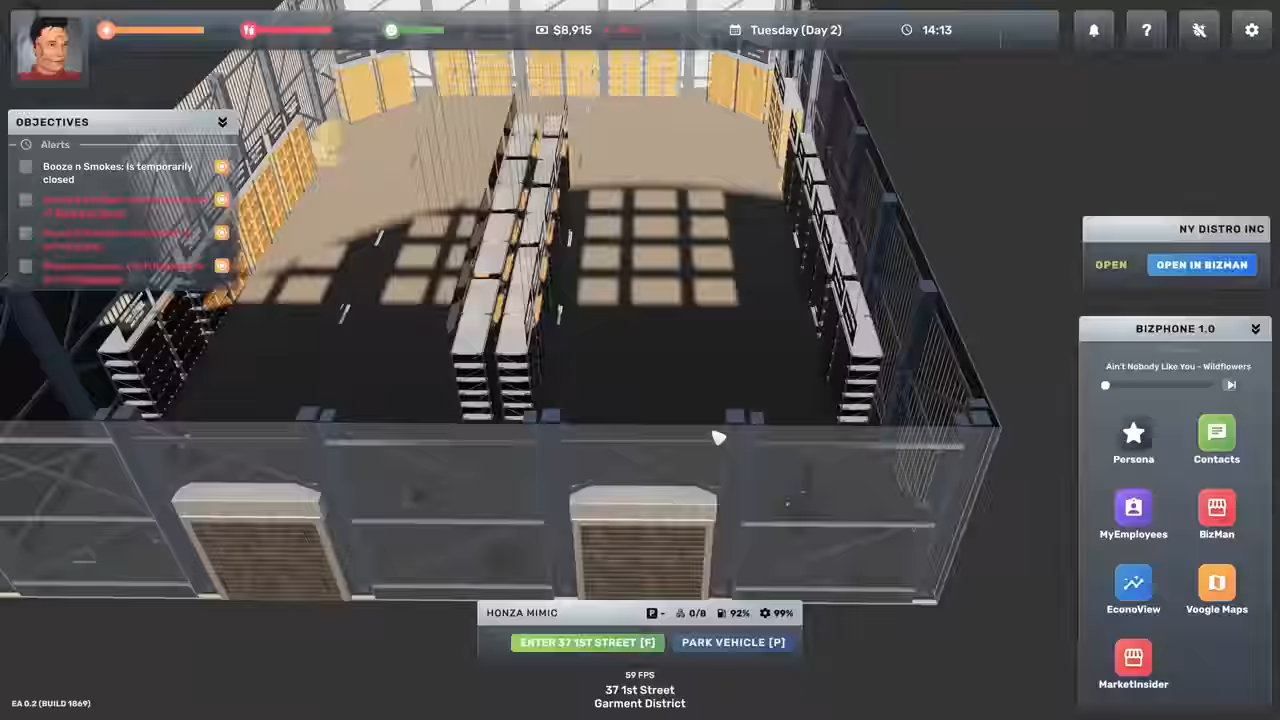 $8,915
Tuesday (Day 2)
14:13
?
OBJECTIVES
Alerts
Booze n Smokes: Is temporarily
closed
NY DISTRO INC
OPEN
OPEN IN BIZMAN
BIZPHONE 1.0
Ain't Nobody Like You - Wildflowers
Persona
Contacts
MyEmployees
BizMan
EconoView
Voogle Maps
MarketInsider
HONZA MIMIC
P -
0/8
92%
99%
ENTER 37 1ST STREET [F]
PARK VEHICLE [P]
59 FPS
37 1st Street
Garment District
EA 0.2 (BUILD 1869)